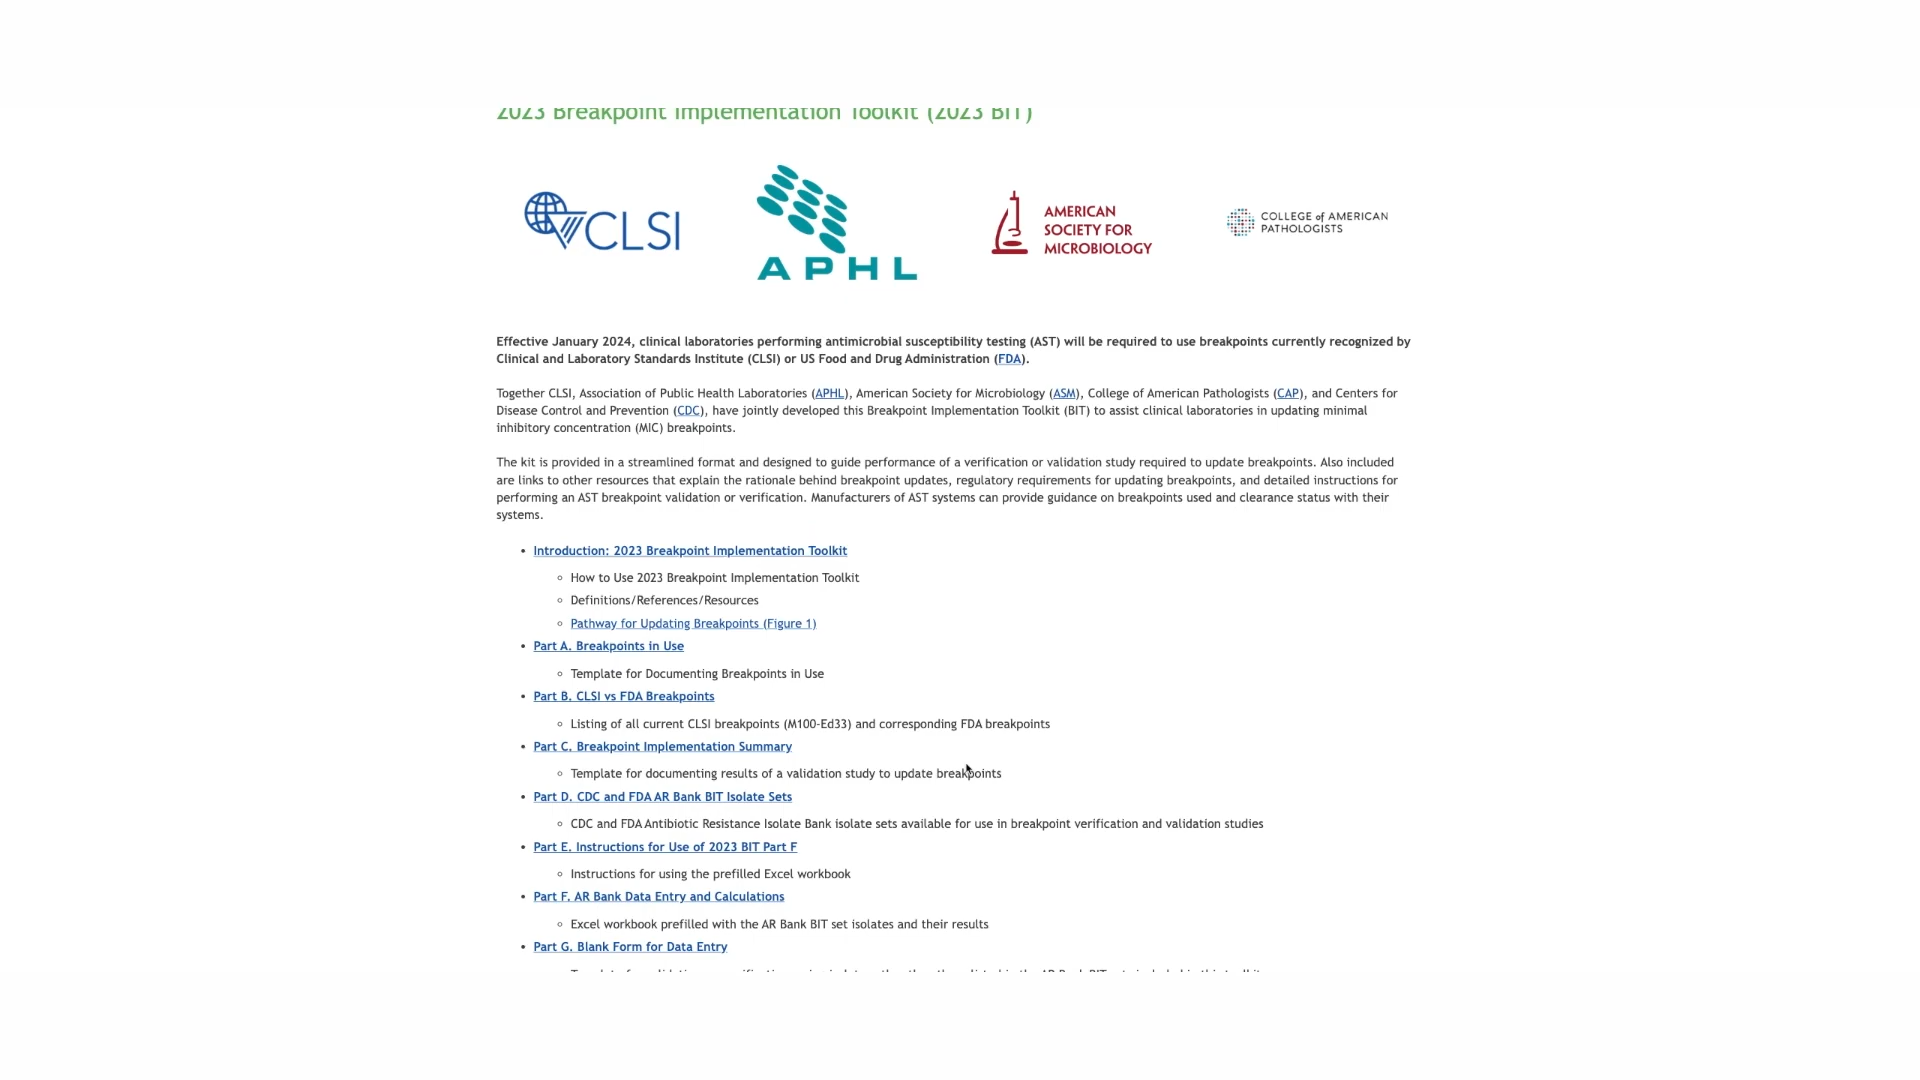 2023 Breakpoint Implementation Toolkit (2023 BIT)
CLSI
APHL
AMERICAN
SOCIETY FOR
MICROBIOLOGY
COLLEGE of AMERICAN
PATHOLOGISTS
Effective January 2024, clinical laboratories performing antimicrobial susceptibility testing (AST) will be required to use breakpoints currently recognized by
Clinical and Laboratory Standards Institute (CLSI) or US Food and Drug Administration (FDA).
Together CLSI, Association of Public Health Laboratories (APHL), American Society for Microbiology (ASM), College of American Pathologists (CAP), and Centers for
Disease Control and Prevention (CDC), have jointly developed this Breakpoint Implementation Toolkit (BIT) to assist clinical laboratories in updating minimal
inhibitory concentration (MIC) breakpoints.
The kit is provided in a streamlined format and designed to guide performance of a verification or validation study required to update breakpoints. Also included
are links to other resources that explain the rationale behind breakpoint updates, regulatory requirements for updating breakpoints, and detailed instructions for
performing an AST breakpoint validation or verification. Manufacturers of AST systems can provide guidance on breakpoints used and clearance status with their
systems.
• Introduction: 2023 Breakpoint Implementation Toolkit
◦ How to Use 2023 Breakpoint Implementation Toolkit
◦ Definitions/References/Resources
◦ Pathway for Updating Breakpoints (Figure 1)
• Part A. Breakpoints in Use
◦ Template for Documenting Breakpoints in Use
• Part B. CLSI vs FDA Breakpoints
◦ Listing of all current CLSI breakpoints (M100-Ed33) and corresponding FDA breakpoints
• Part C. Breakpoint Implementation Summary
◦ Template for documenting results of a validation study to update breakpoints
• Part D. CDC and FDA AR Bank BIT Isolate Sets
◦ CDC and FDA Antibiotic Resistance Isolate Bank isolate sets available for use in breakpoint verification and validation studies
• Part E. Instructions for Use of 2023 BIT Part F
◦ Instructions for using the prefilled Excel workbook
• Part F. AR Bank Data Entry and Calculations
◦ Excel workbook prefilled with the AR Bank BIT set isolates and their results
• Part G. Blank Form for Data Entry